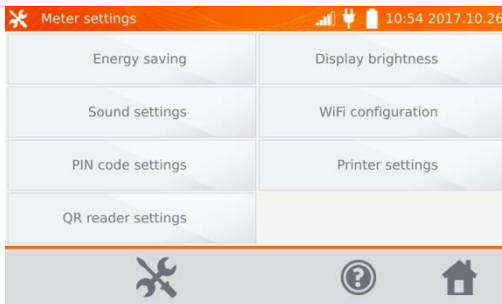 Meter settings 10:54 2017.10.26
Energy saving Display brightness
Sound settings WiFi configuration
PIN code settings Printer settings
QR reader settings
?